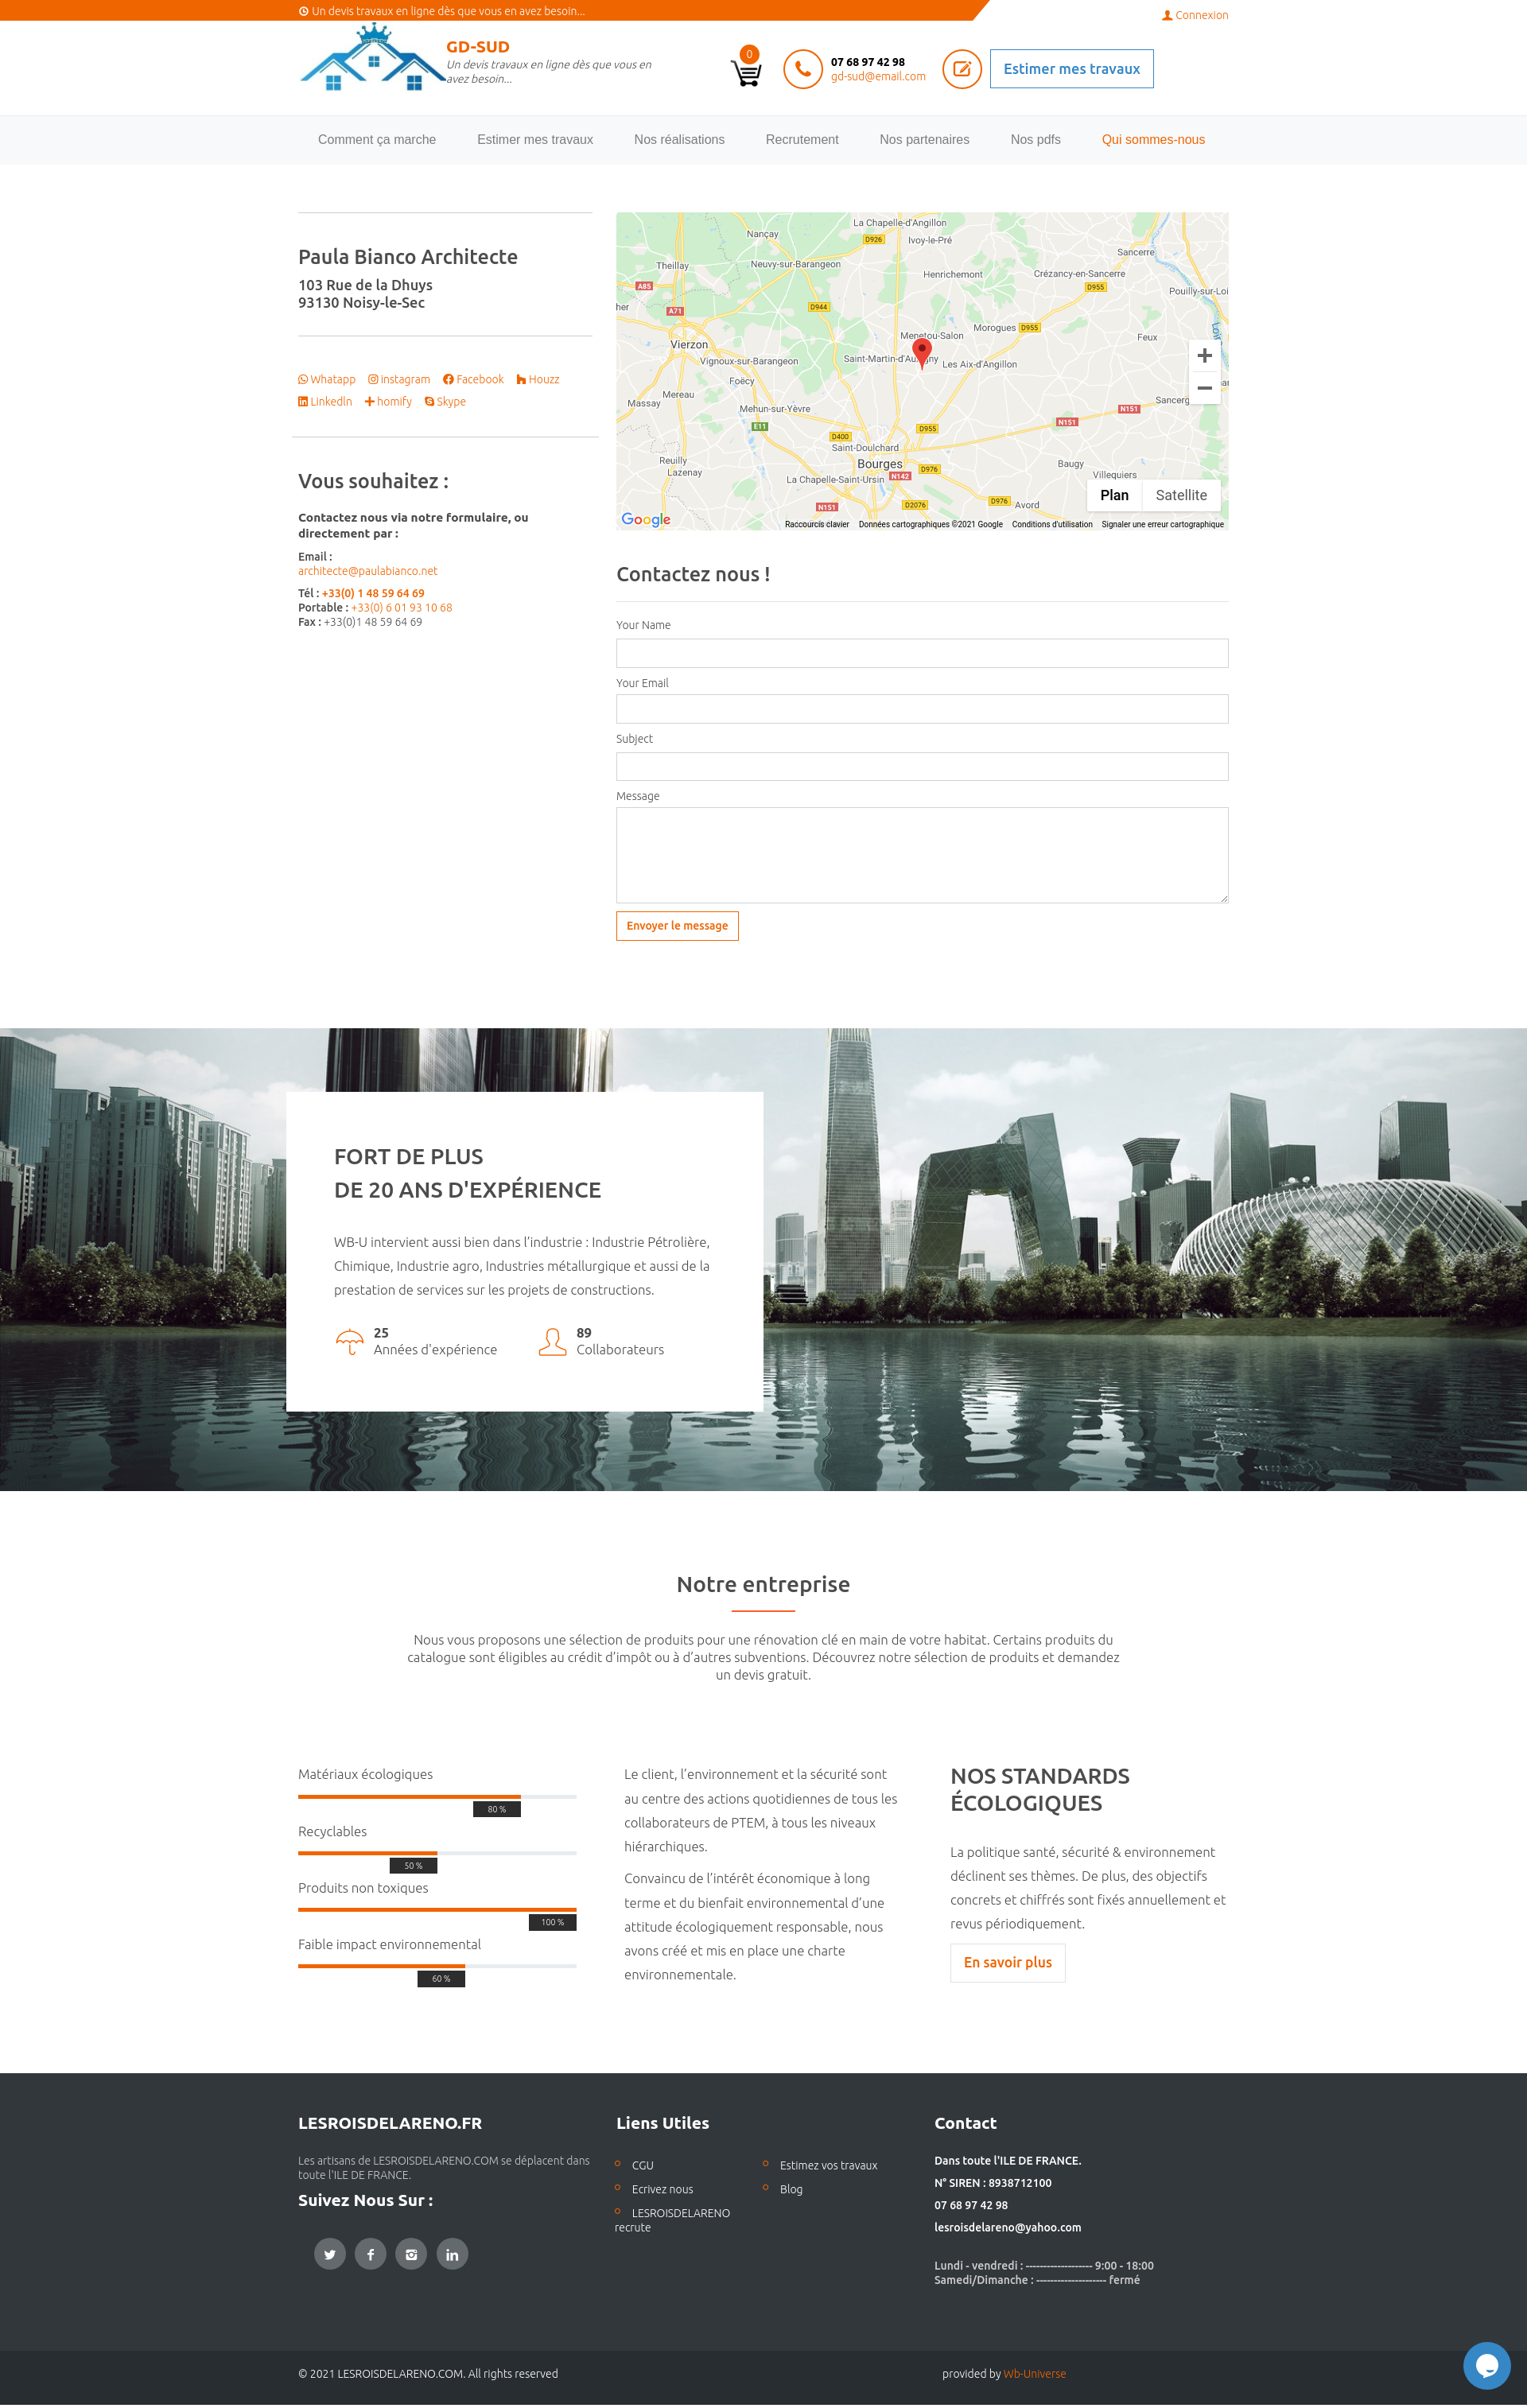 Un devis travaux en ligne dès que vous en avez besoin...
Connexion
GD-SUD
Un devis travaux en ligne dès que vous en
avez besoin...
0
07 68 97 42 98
gd-sud@email.com
Estimer mes travaux
Comment ça marche
Estimer mes travaux
Nos réalisations
Recrutement
Nos partenaires
Nos pdfs
Qui sommes-nous
Paula Bianco Architecte
103 Rue de la Dhuys
93130 Noisy-le-Sec
Whatapp
instagram
Facebook
Houzz
Linkedln
homify
Skype
Vous souhaitez :
Contactez nous via notre formulaire, ou
directement par :
Email :
architecte@paulabianco.net
Tél : +33(0) 1 48 59 64 69
Portable : +33(0) 6 01 93 10 68
Fax : +33(0)1 48 59 64 69
La Chapelle-d'Angillon
Nançay
D926
Ivoy-le-Pré
Sancerre
Theillay
Neuvy-sur-Barangeon
Henrichemont
Crézancy-en-Sancerre
A85
D955
Pouilly-sur-Loi
cher
A71
D944
Menetou-Salon
Morogues
D955
Feux
Vierzon
Saint-Martin-d'Auxigny
Les Aix-d'Angillon
Vignoux-sur-Barangeon
Foëcy
Méreau
Massay
Mehun-sur-Yèvre
Sancerg
N151
N151
E11
D400
D955
Saint-Doulchard
Reuilly
Bourges
D976
Baugy
Lazenay
N142
Villequiers
La Chapelle-Saint-Ursin
Plan
Satellite
N151
D2076
D976
Avord
Google
Raccourcis clavier
Données cartographiques ©2021 Google
Conditions d'utilisation
Signaler une erreur cartographique
Contactez nous !
Your Name
Your Email
Subject
Message
Envoyer le message
FORT DE PLUS
DE 20 ANS D'EXPÉRIENCE
WB-U intervient aussi bien dans l'industrie : Industrie Pétrolière,
Chimique, Industrie agro, Industries métallurgique et aussi de la
prestation de services sur les projets de constructions.
25
Années d'expérience
89
Collaborateurs
Notre entreprise
Nous vous proposons une sélection de produits pour une rénovation clé en main de votre habitat. Certains produits du
catalogue sont éligibles au crédit d'impôt ou à d'autres subventions. Découvrez notre sélection de produits et demandez
un devis gratuit.
Matériaux écologiques
80 %
Recyclables
50 %
Produits non toxiques
100 %
Faible impact environnemental
60 %
Le client, l'environnement et la sécurité sont
au centre des actions quotidiennes de tous les
collaborateurs de PTEM, à tous les niveaux
hiérarchiques.
Convaincu de l'intérêt économique à long
terme et du bienfait environnemental d'une
attitude écologiquement responsable, nous
avons créé et mis en place une charte
environnementale.
NOS STANDARDS
ÉCOLOGIQUES
La politique santé, sécurité & environnement
déclinent ses thèmes. De plus, des objectifs
concrets et chiffrés sont fixés annuellement et
revus périodiquement.
En savoir plus
LESROISDELARENO.FR
Les artisans de LESROISDELARENO.COM se déplacent dans
toute l'ILE DE FRANCE.
Suivez Nous Sur :
Liens Utiles
CGU
Ecrivez nous
LESROISDELARENO
recrute
Estimez vos travaux
Blog
Contact
Dans toute l'ILE DE FRANCE.
N° SIREN : 8938712100
07 68 97 42 98
lesroisdelareno@yahoo.com
Lundi - vendredi : ------------------- 9:00 - 18:00
Samedi/Dimanche : -------------------- fermé
© 2021 LESROISDELARENO.COM. All rights reserved
provided by Wb-Universe